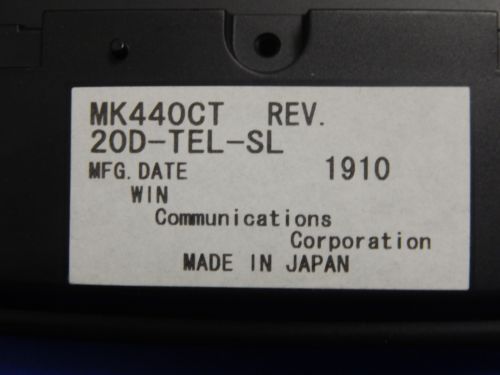 MK440CT REV.
20D-TEL-SL
MFG. DATE 1910
WIN
Communications
Corporation
MADE IN JAPAN